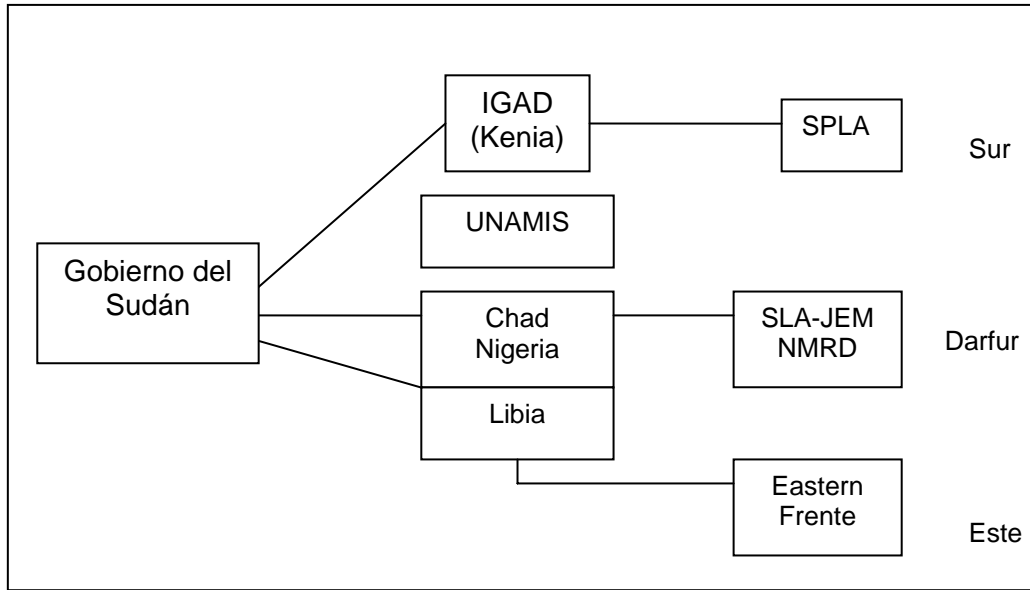 IGAD
(Kenia)
SPLA
Sur
UNAMIS
Gobierno del
Sudán
Chad
Nigeria
SLA-JEM
NMRD
Darfur
Libia
Eastern
Frente
Este